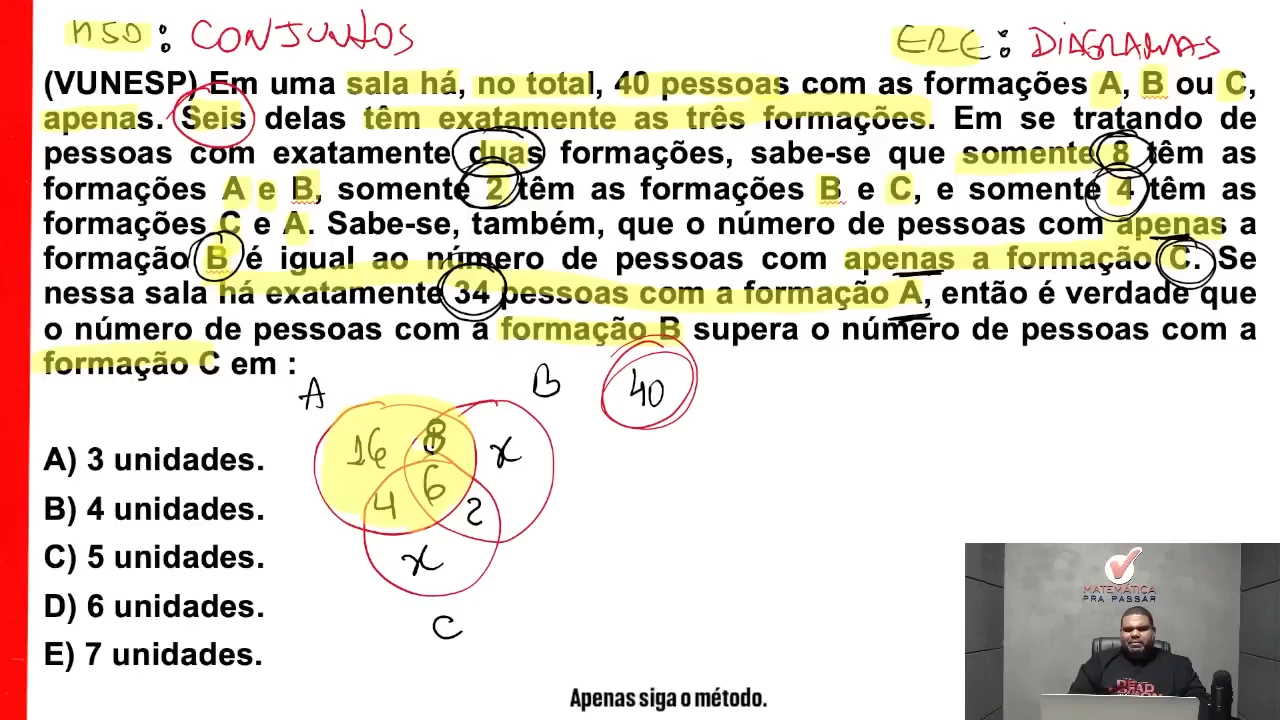 MSD: CONJUNTOS
ERE: DIAGRAMAS
(VUNESP) Em uma sala há, no total, 40 pessoas com as formações A, B ou C,
apenas. Seis delas têm exatamente as três formações. Em se tratando de
pessoas com exatamente duas formações, sabe-se que somente 8 têm as
formações A e B, somente 2 têm as formações B e C, e somente 4 têm as
formações C e A. Sabe-se, também, que o número de pessoas com apenas a
formação B é igual ao número de pessoas com apenas a formação C. Se
nessa sala há exatamente 34 pessoas com a formação A, então é verdade que
o número de pessoas com a formação B supera o número de pessoas com a
formação C em :
A B 40
16 8 x
4 6 2
x
C
A) 3 unidades.
B) 4 unidades.
C) 5 unidades.
D) 6 unidades.
E) 7 unidades.
MATEMÁTICA
PRA PASSAR
Apenas siga o método.